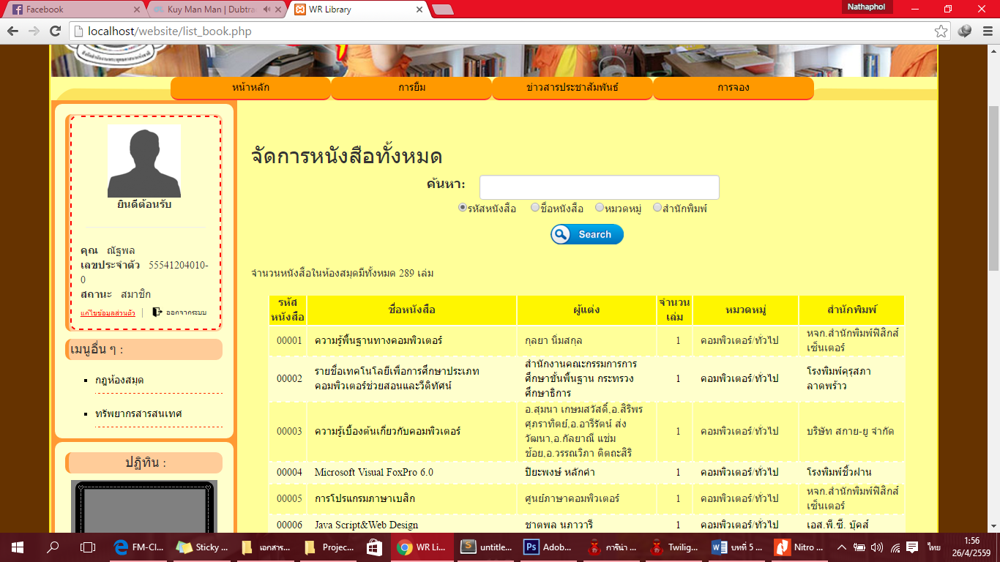 Facebook
Kuy Man Man | Dubtra
WR Library
Nathaphol
localhost/website/list_book.php
หน้าหลัก
การยืม
ข่าวสารประชาสัมพันธ์
การจอง
ยินดีต้อนรับ
คุณ ณัฐพล
เลขประจำตัว 55541204010-
0
สถานะ สมาชิก
แก้ไขข้อมูลส่วนตัว | ออกจากระบบ
เมนูอื่น ๆ :
กฎห้องสมุด
ทรัพยากรสารสนเทศ
ปฏิทิน :
จัดการหนังสือทั้งหมด
ค้นหา:
รหัสหนังสือ ชื่อหนังสือ หมวดหมู่ สำนักพิมพ์
Search
จำนวนหนังสือในห้องสมุดมีทั้งหมด 289 เล่ม
รหัส
หนังสือ
ชื่อหนังสือ
ผู้แต่ง
จำนวน
เล่ม
หมวดหมู่
สำนักพิมพ์
00001
ความรู้พื้นฐานทางคอมพิวเตอร์
กุลยา นิ่มสกุล
1
คอมพิวเตอร์/ทั่วไป
หจก.สำนักพิมพ์ฟิสิกส์
เซ็นเตอร์
00002
รายชื่อเทคโนโลยีเพื่อการศึกษาประเภท
คอมพิวเตอร์ช่วยสอนและวีดิทัศน์
สำนักงานคณะกรรมการการ
ศึกษาขั้นพื้นฐาน กระทรวง
ศึกษาธิการ
1
คอมพิวเตอร์/ทั่วไป
โรงพิมพ์คุรุสภา
ลาดพร้าว
00003
ความรู้เบื้องต้นเกี่ยวกับคอมพิวเตอร์
อ.สุมนา เกษมสวัสดิ์,อ.สิริพร
ศุภราทิตย์,อ.อารีรัตน์ ส่ง
วัฒนา,อ.กัลยาณี แช่ม
ช้อย,อ.วรรณวิภา ติตถะสิริ
1
คอมพิวเตอร์/ทั่วไป
บริษัท สกาย-ยู จำกัด
00004
Microsoft Visual FoxPro 6.0
ปิยะพงษ์ หลักคำ
1
คอมพิวเตอร์/ทั่วไป
โรงพิมพ์ชิ้วฝาน
00005
การโปรแกรมภาษาเบสิก
ศูนย์ภาษาคอมพิวเตอร์
1
คอมพิวเตอร์/ทั่วไป
หจก.สำนักพิมพ์ฟิสิกส์
เซ็นเตอร์
00006
Java Script&Web Design
ชาตพล นภาวารี
1
คอมพิวเตอร์/ทั่วไป
เอส.พี.ซี. บุ๊คส์
FM-Cl...
Sticky ...
เอกสาร...
Projec...
WR Li...
untitle...
Adob...
การีน่า ...
Twilig...
บทที่ 5 ...
Nitro ...
ไทย
1:56
26/4/2559